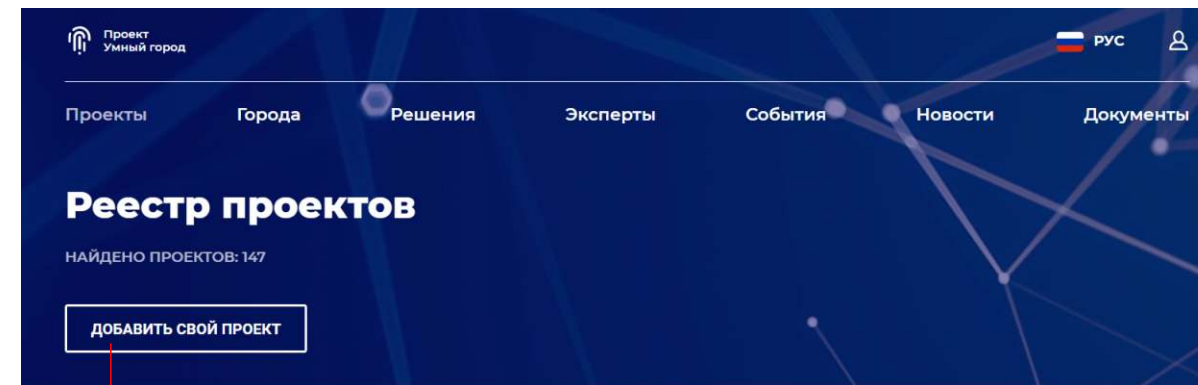 Проект
Умный город
РУС
Проекты Города Решения Эксперты События Новости Документы
Реестр проектов
НАЙДЕНО ПРОЕКТОВ: 147
ДОБАВИТЬ СВОЙ ПРОЕКТ